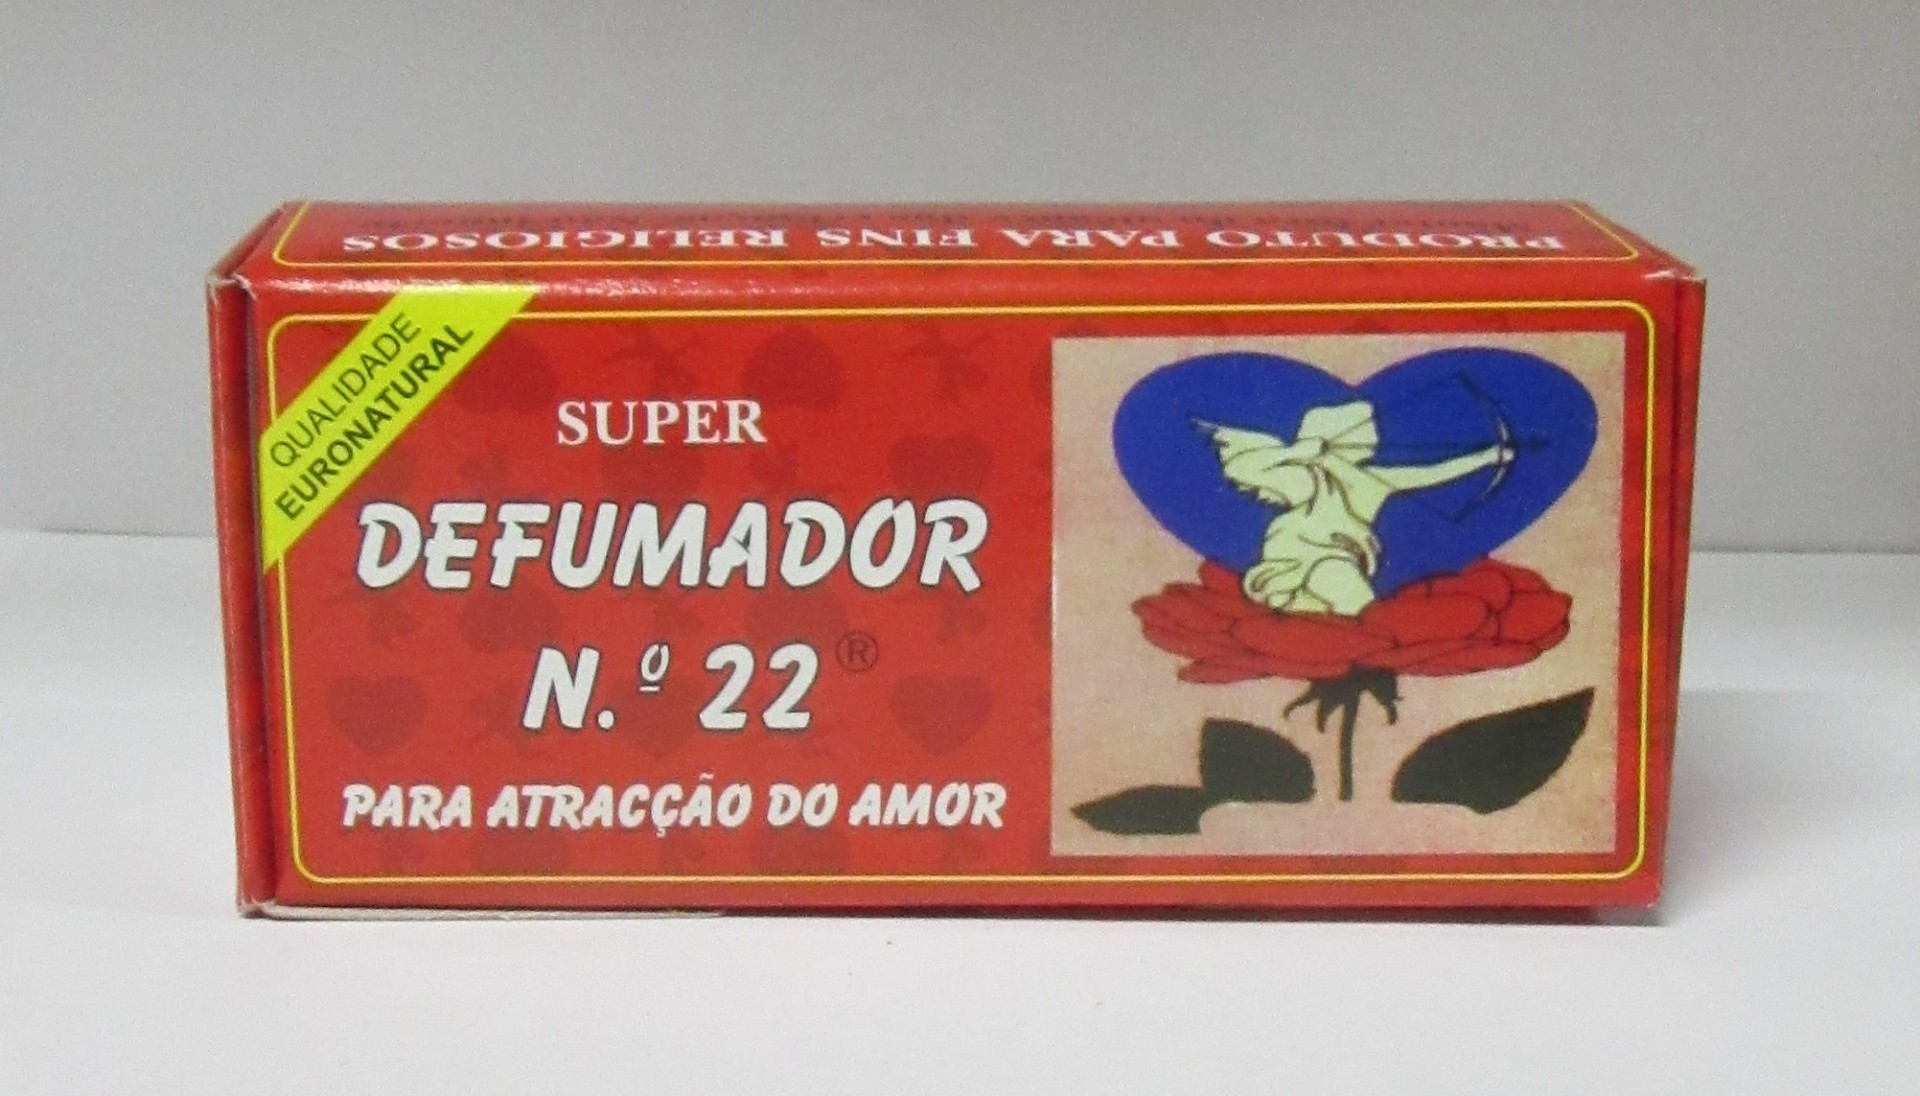 PRODUTO PARA FINS RELIGIOSOS
QUALIDADE
EURONATURAL
SUPER
DEFUMADOR
N.º 22®
PARA ATRACÇÃO DO AMOR